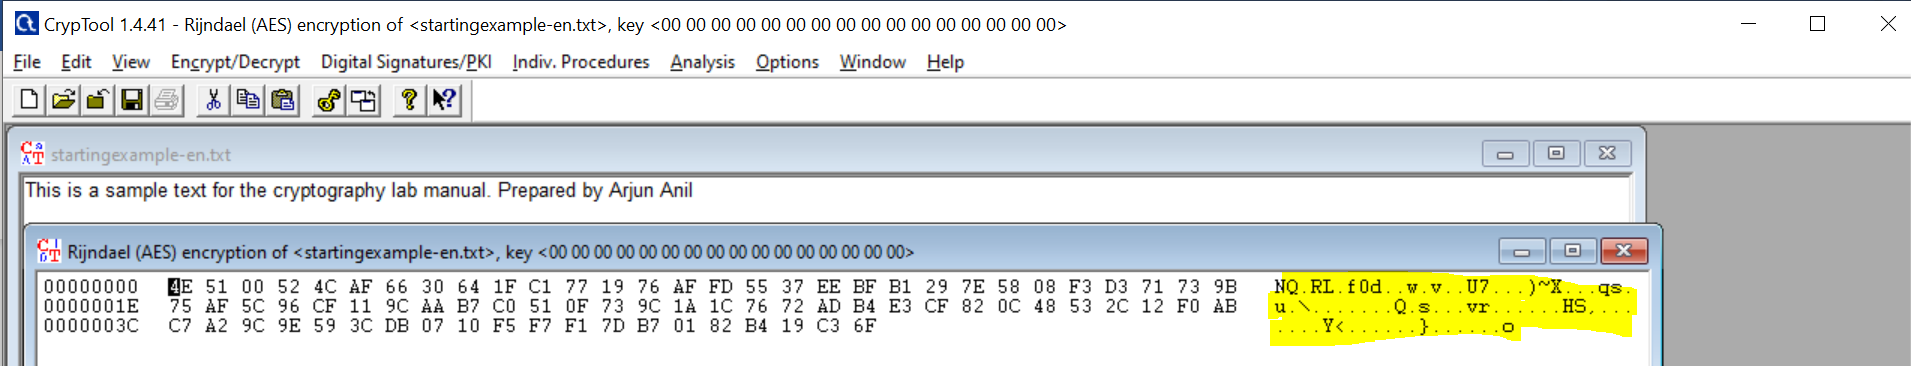 CrypTool 1.4.41 - Rijndael (AES) encryption of <startingexample-en.txt>, key <00 00 00 00 00 00 00 00 00 00 00 00 00 00 00 00>
File Edit View Encrypt/Decrypt Digital Signatures/PKI Indiv. Procedures Analysis Options Window Help
startingexample-en.txt
This is a sample text for the cryptography lab manual. Prepared by Arjun Anil
Rijndael (AES) encryption of <startingexample-en.txt>, key <00 00 00 00 00 00 00 00 00 00 00 00 00 00 00 00>
00000000 4E 51 00 52 4C AF 66 30 64 1F C1 77 19 76 AF FD 55 37 EE BF B1 29 7E 58 08 F3 D3 71 73 9B NQ.RL.f0d..w.v..U7...)~X...qs.
0000001E 75 AF 5C 96 CF 11 9C AA B7 C0 51 0F 73 9C 1A 1C 76 72 AD B4 E3 CF 82 0C 48 53 2C 12 F0 AB u.\.......Q.s...vr......HS,...
0000003C C7 A2 9C 9E 59 3C DB 07 10 F5 F7 F1 7D B7 01 82 B4 19 C3 6F ....Y<......}......o